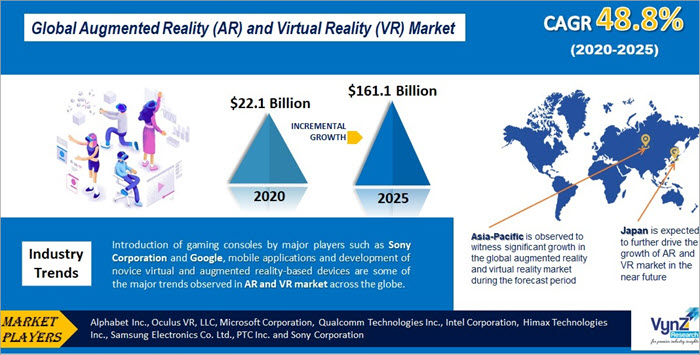 Global Augmented Reality (AR) and Virtual Reality (VR) Market
CAGR 48.8%
(2020-2025)
$22.1 Billion
$161.1 Billion
INCREMENTAL
GROWTH
2020
2025
Asia-Pacific is observed to
witness significant growth in
the global augmented reality
and virtual reality market
during the forecast period
Japan is expected
to further drive the
growth of AR and
VR market in the
near future
Industry
Trends
Introduction of gaming consoles by major players such as Sony
Corporation and Google, mobile applications and development of
novice virtual and augmented reality-based devices are some of
the major trends observed in AR and VR market across the globe.
MARKET
PLAYERS
Alphabet Inc., Oculus VR, LLC, Microsoft Corporation, Qualcomm Technologies Inc., Intel Corporation, Himax Technologies
Inc., Samsung Electronics Co. Ltd., PTC Inc. and Sony Corporation
VynZ
Research
for precise industry insights